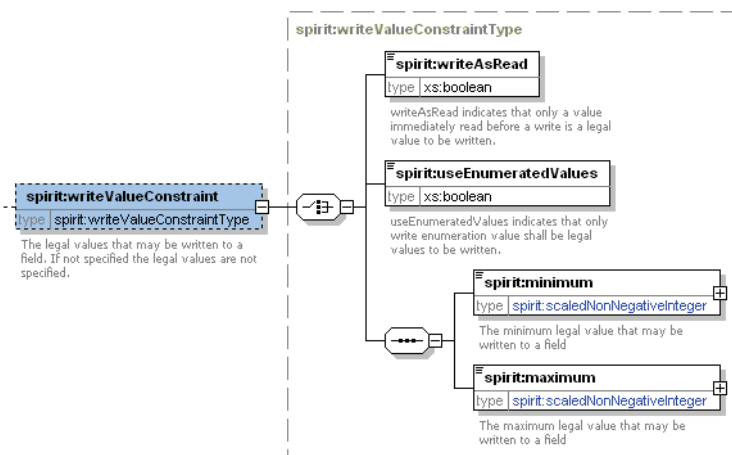 spirit:writeValueConstraintType
spirit:writeAsRead
type xs:boolean
writeAsRead indicates that only a value
immediately read before a write is a legal
value to be written.
spirit:useEnumeratedValues
type xs:boolean
useEnumeratedValues indicates that only
write enumeration value shall be legal
values to be written.
spirit:writeValueConstraint
type spirit:writeValueConstraintType
The legal values that may be written to a
field. If not specified the legal values are not
specified.
spirit:minimum
type spirit:scaledNonNegativeInteger
The minimum legal value that may be
written to a field
spirit:maximum
type spirit:scaledNonNegativeInteger
The maximum legal value that may be
written to a field